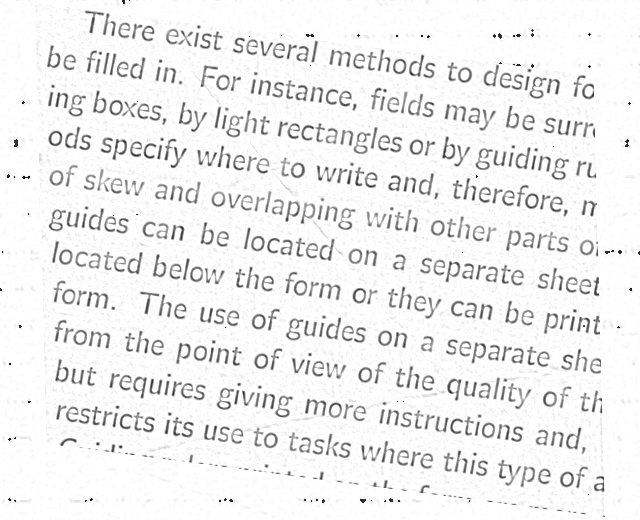 There exist several methods to design fo
be filled in. For instance, fields may be surr
ing boxes, by light rectangles or by guiding ru
ods specify where to write and, therefore, m
of skew and overlapping with other parts of
guides can be located on a separate sheet
located below the form or they can be print
form. The use of guides on a separate she
from the point of view of the quality of th
but requires giving more instructions and,
restricts its use to tasks where this type of a